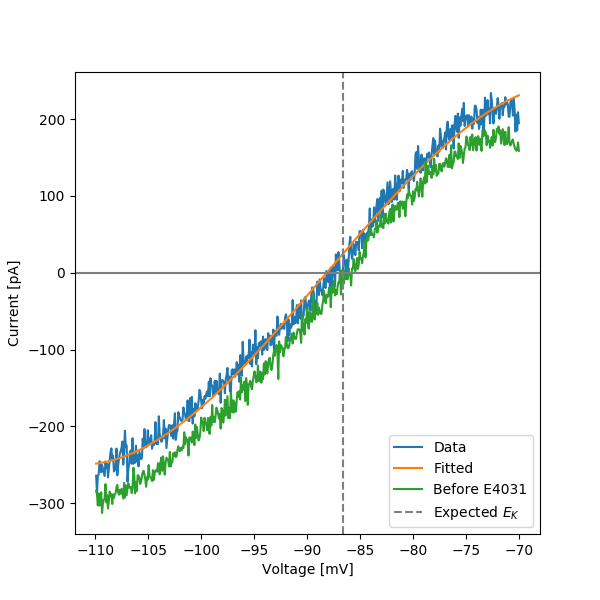 200
100
0
−100
−200
−300
Current [pA]
−110 −105 −100 −95 −90 −85 −80 −75 −70
Voltage [mV]
Data
Fitted
Before E4031
Expected E_K